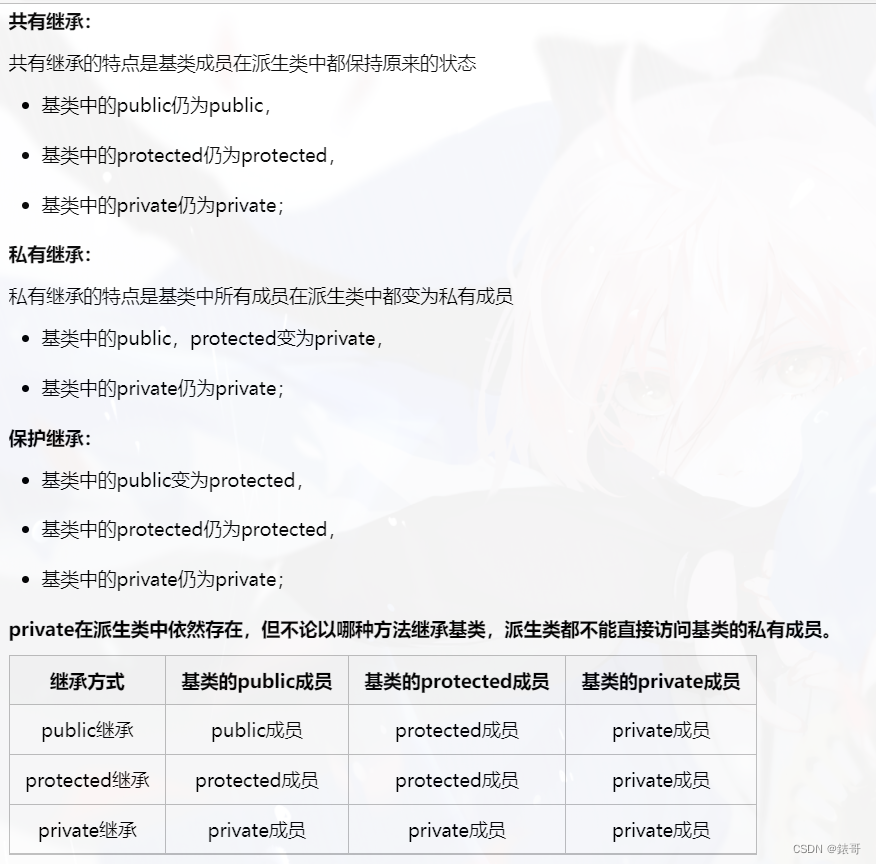 共有继承：
共有继承的特点是基类成员在派生类中都保持原来的状态
基类中的public仍为public，
基类中的protected仍为protected，
基类中的private仍为private；
私有继承：
私有继承的特点是基类中所有成员在派生类中都变为私有成员
基类中的public，protected变为private，
基类中的private仍为private；
保护继承：
基类中的public变为protected，
基类中的protected仍为protected，
基类中的private仍为private；
private在派生类中依然存在，但不论以哪种方法继承基类，派生类都不能直接访问基类的私有成员。
继承方式 基类的public成员 基类的protected成员 基类的private成员
public继承 public成员 protected成员 private成员
protected继承 protected成员 protected成员 private成员
private继承 private成员 private成员 private成员
CSDN @錶哥